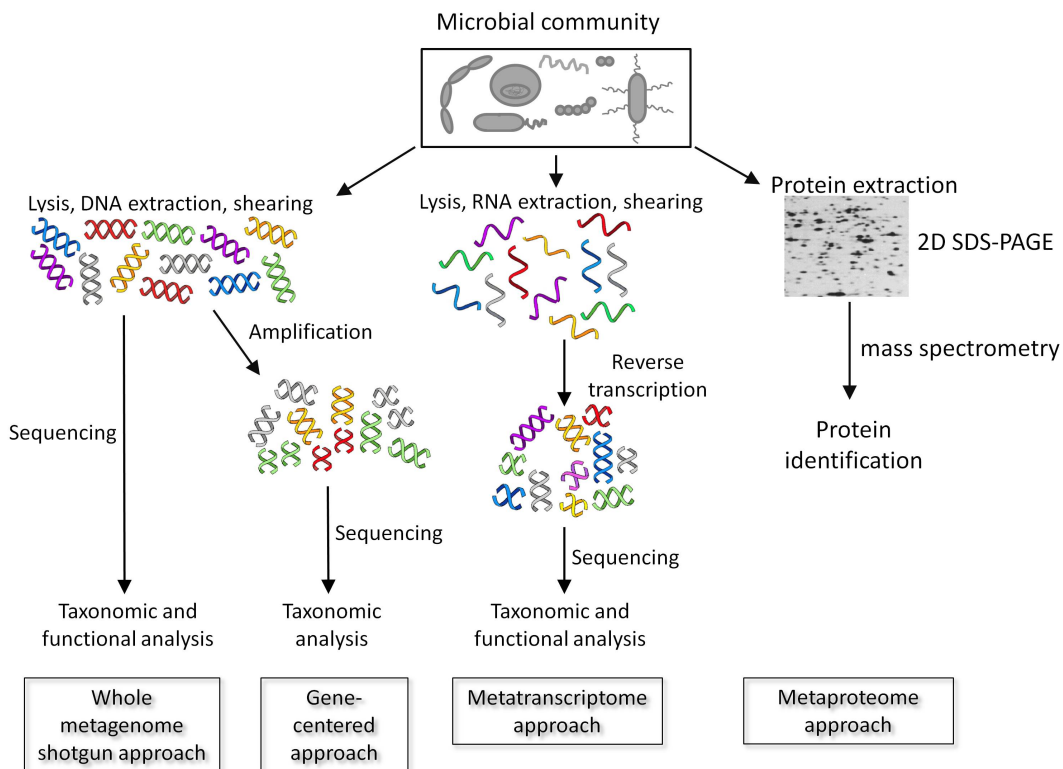 Microbial community
Lysis, DNA extraction, shearing
Lysis, RNA extraction, shearing
Protein extraction
2D SDS-PAGE
Amplification
Reverse
transcription
mass spectrometry
Sequencing
Protein
identification
Sequencing
Sequencing
Taxonomic and
functional analysis
Taxonomic
analysis
Taxonomic and
functional analysis
Whole
metagenome
shotgun approach
Gene-
centered
approach
Metatranscriptome
approach
Metaproteome
approach